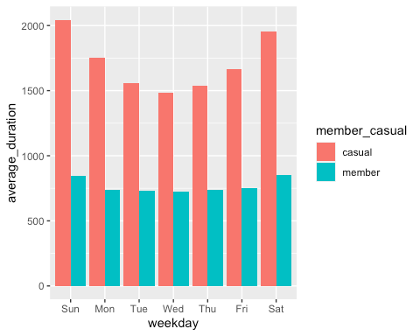 2000
1500
1000
500
0
average_duration
Sun Mon Tue Wed Thu Fri Sat
weekday
member_casual
casual
member